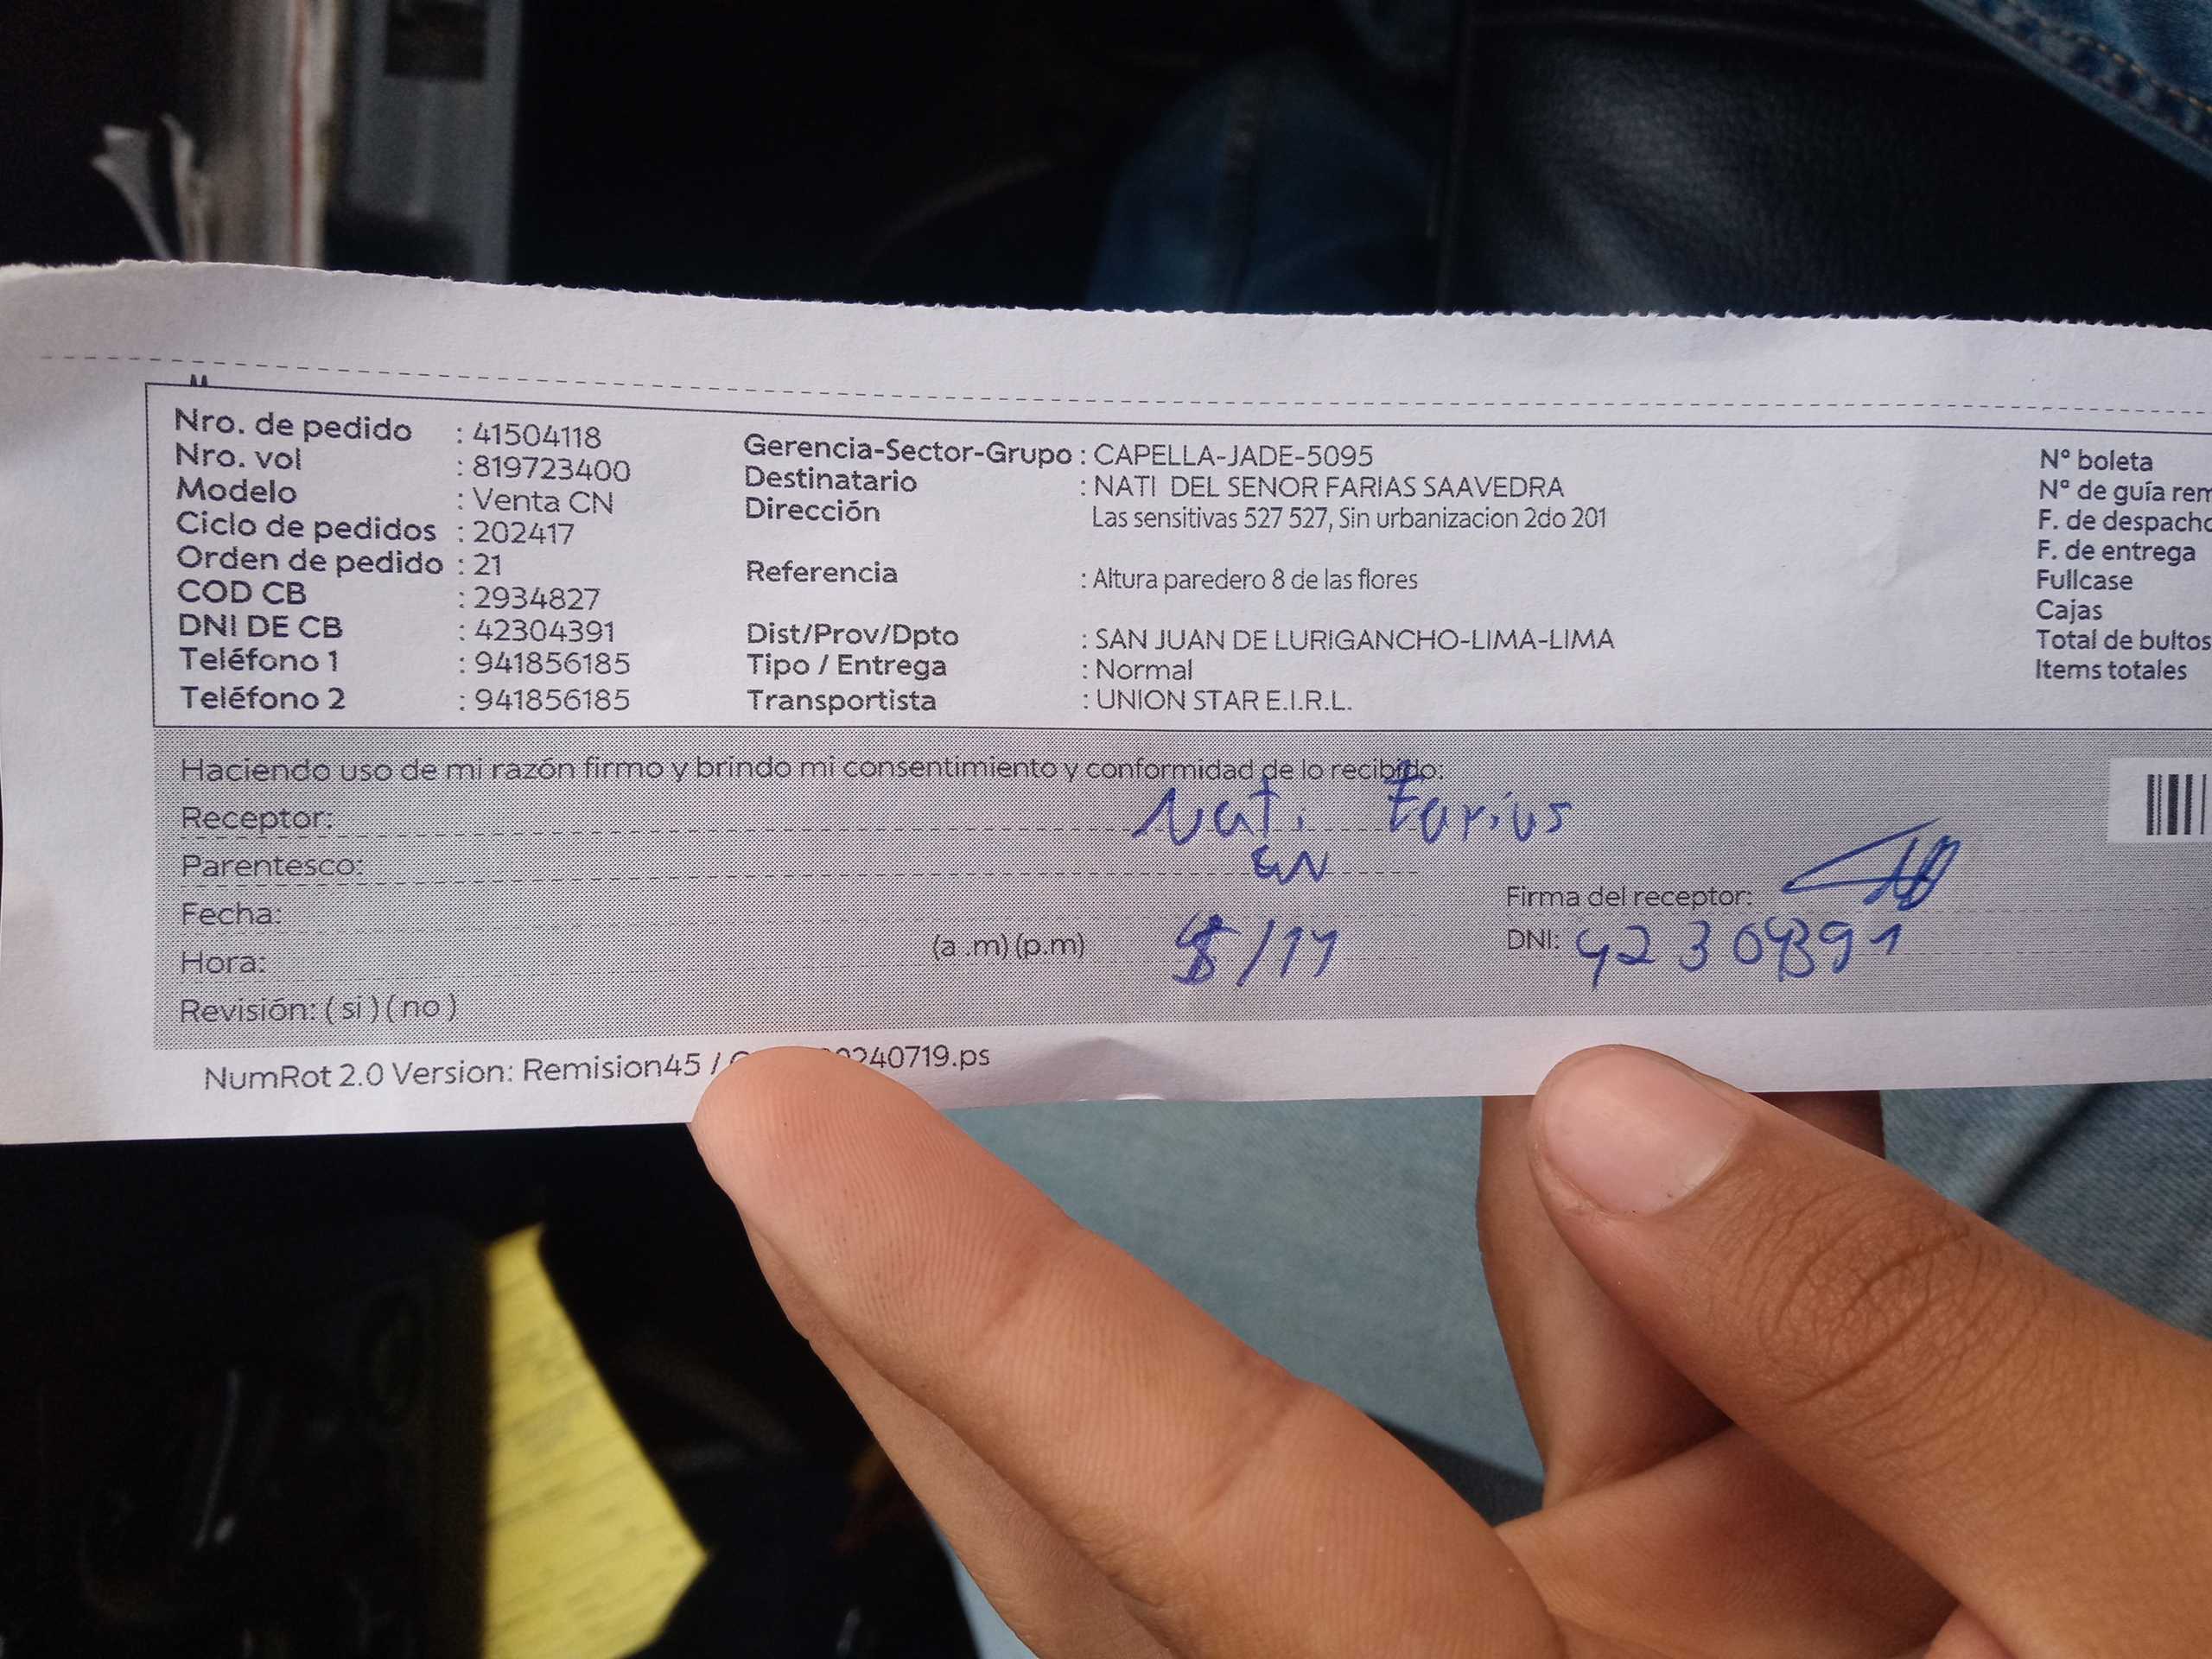 Nro. de pedido : 41504118
Nro. vol : 819723400
Modelo : Venta CN
Ciclo de pedidos : 202417
Orden de pedido : 21
COD CB : 2934827
DNI DE CB : 42304391
Teléfono 1 : 941856185
Teléfono 2 : 941856185
Gerencia-Sector-Grupo : CAPELLA-JADE-5095
Destinatario : NATI DEL SENOR FARIAS SAAVEDRA
Dirección Las sensitivas 527 527, Sin urbanizacion 2do 201
Referencia : Altura paredero 8 de las flores
Dist/Prov/Dpto : SAN JUAN DE LURIGANCHO-LIMA-LIMA
Tipo / Entrega : Normal
Transportista : UNION STAR E.I.R.L.
N° boleta
N° de guía rem
F. de despacho
F. de entrega
Fullcase
Cajas
Total de bultos
Items totales
Haciendo uso de mi razón firmo y brindo mi consentimiento y conformidad de lo recibido:
Receptor: Nati Farias
Parentesco:
Fecha:
Hora: (a .m) (p.m) /11
Firma del receptor:
DNI: 42304391
Revisión: ( si ) ( no )
NumRot 2.0 Version: Remision45 / 0240719.ps